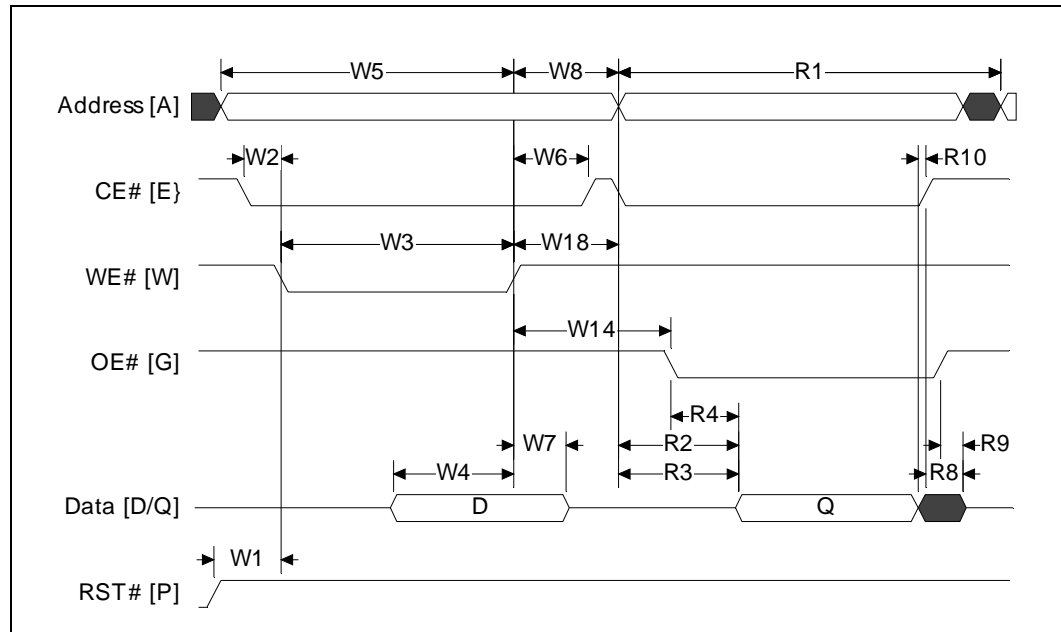 W5 W8 R1
Address [A]
W2 W6 R10
CE# [E}
W3 W18
WE# [W]
W14
OE# [G]
R4
W7 R2 R9
W4 R3 R8
Data [D/Q] D Q
W1
RST# [P]